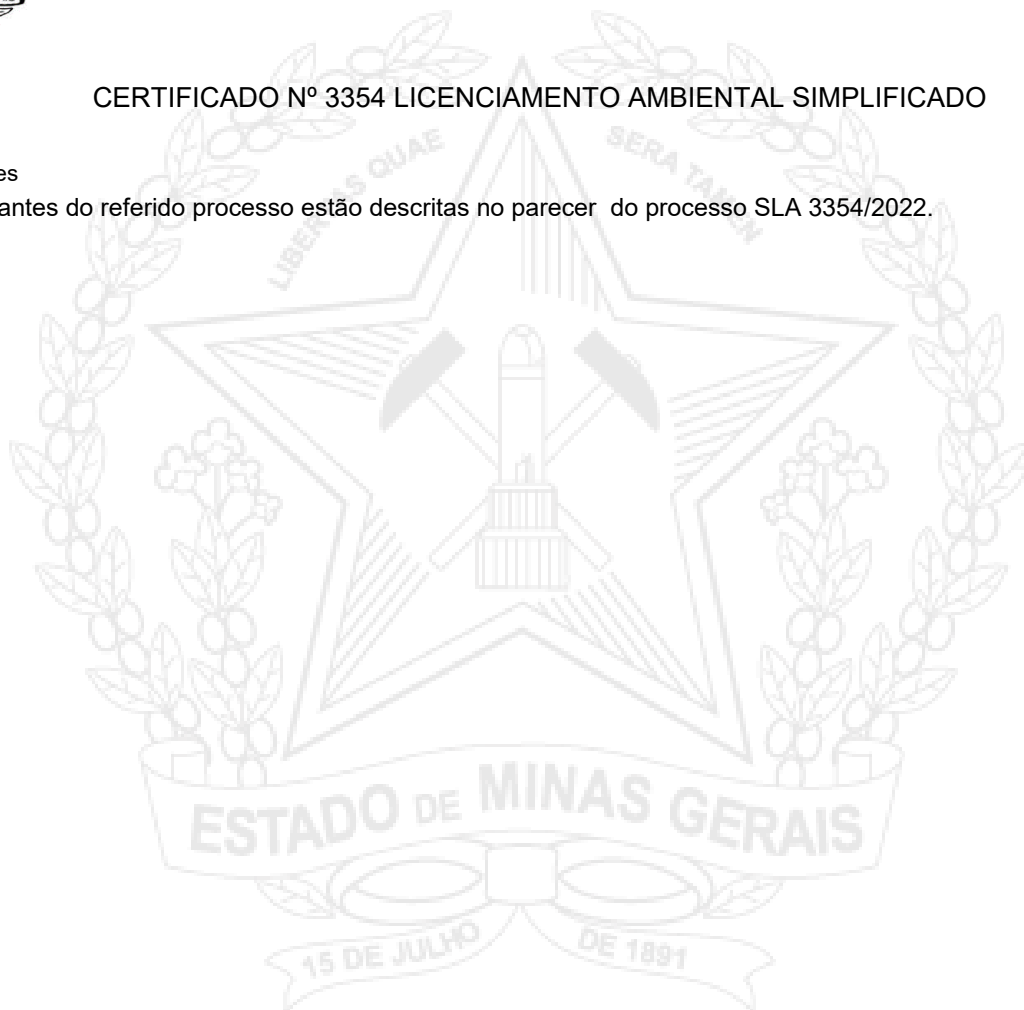 CERTIFICADO Nº 3354 LICENCIAMENTO AMBIENTAL SIMPLIFICADO
es
antes do referido processo estão descritas no parecer do processo SLA 3354/2022.
LIBERTAS QUAE
SERA TAMEN
ESTADO DE MINAS GERAIS
15 DE JULHO
DE 1891